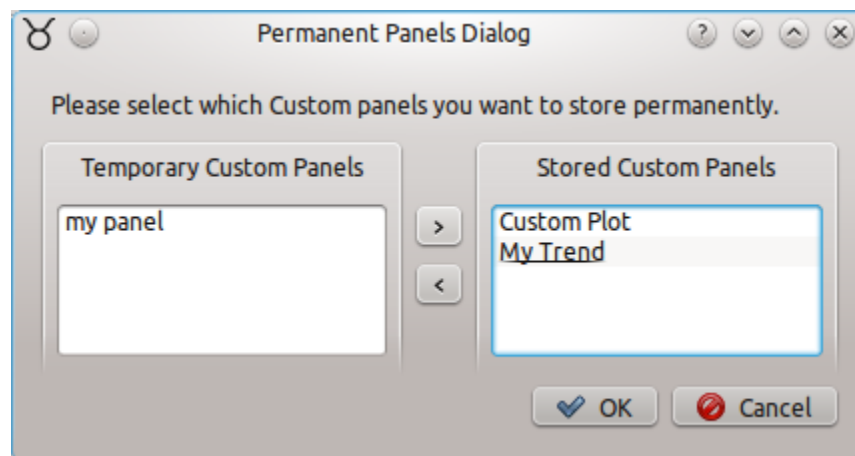 Permanent Panels Dialog
Please select which Custom panels you want to store permanently.
Temporary Custom Panels
Stored Custom Panels
my panel
>
<
Custom Plot
My Trend
OK
Cancel